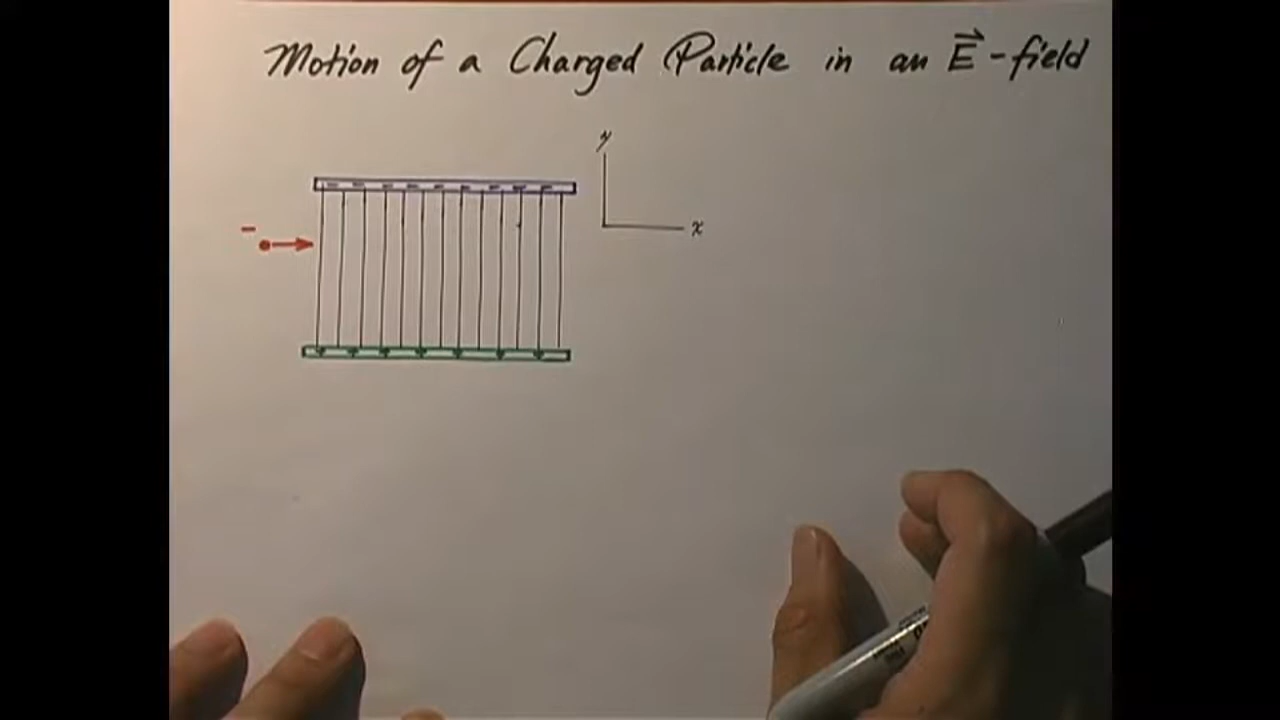 Motion of a Charged Particle in an E⃗-field
y
x
-